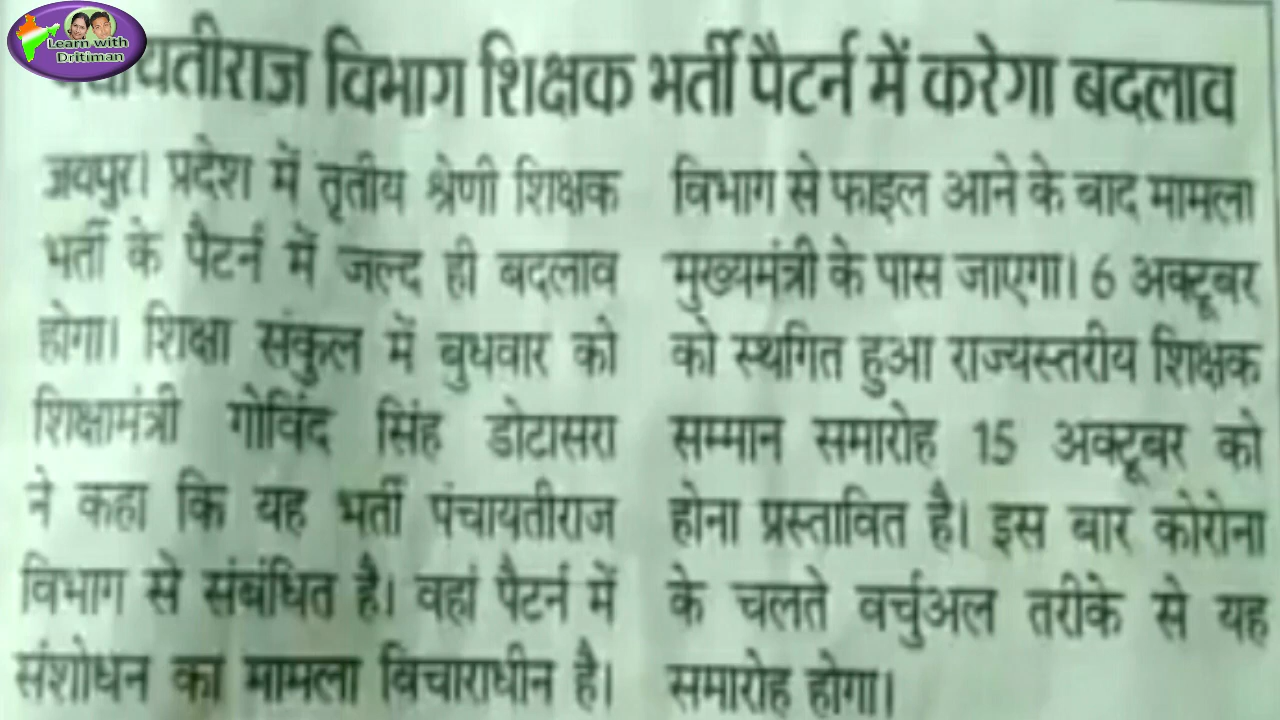 Learn with
Dritiman
पंचायतीराज विभाग शिक्षक भर्ती पैटर्न में करेगा बदलाव
जयपुर। प्रदेश में तृतीय श्रेणी शिक्षक
भर्ती के पैटर्न में जल्द ही बदलाव
होगा। शिक्षा संकुल में बुधवार को
शिक्षामंत्री गोविंद सिंह डोटासरा
ने कहा कि यह भर्ती पंचायतीराज
विभाग से संबंधित है। वहां पैटर्न में
संशोधन का मामला विचाराधीन है।
विभाग से फाइल आने के बाद मामला
मुख्यमंत्री के पास जाएगा। 6 अक्टूबर
को स्थगित हुआ राज्यस्तरीय शिक्षक
सम्मान समारोह 15 अक्टूबर को
होना प्रस्तावित है। इस बार कोरोना
के चलते वर्चुअल तरीके से यह
समारोह होगा।